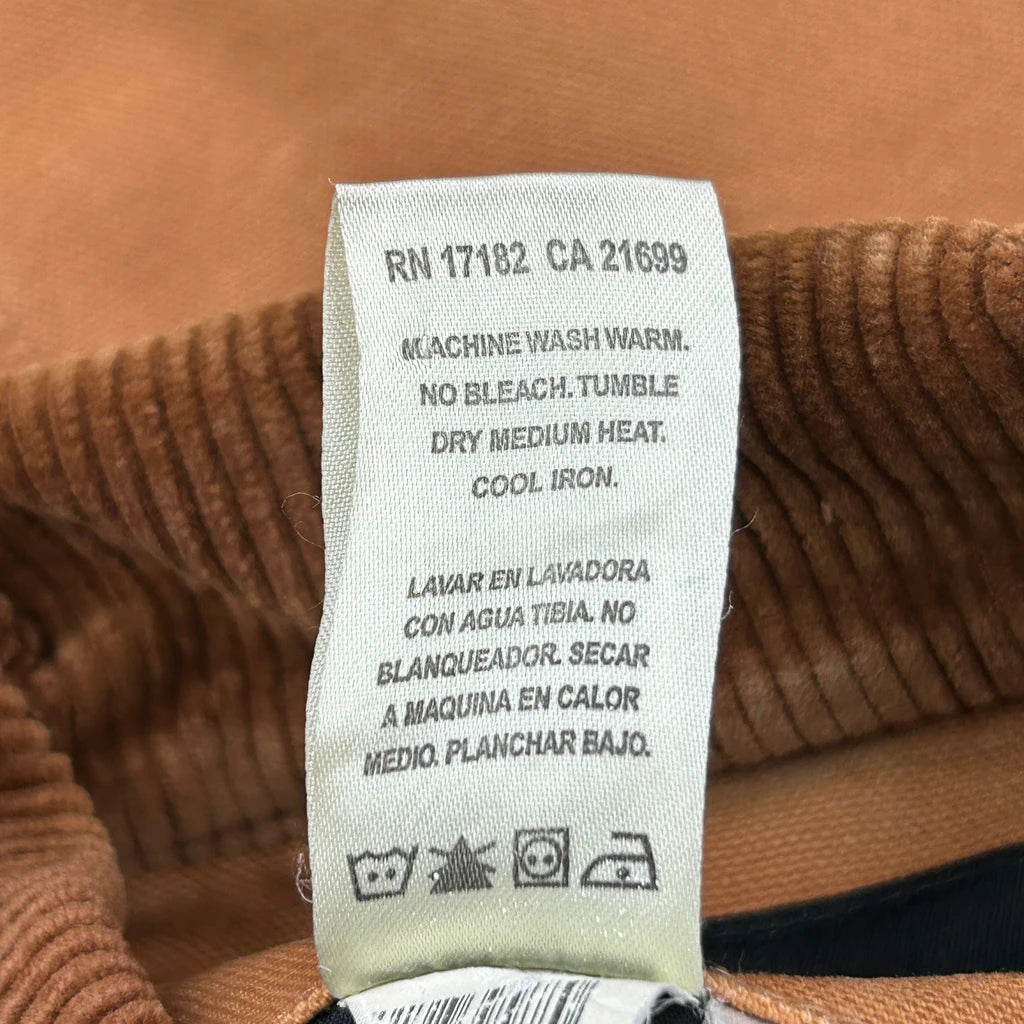 RN 17182 CA 21699
MACHINE WASH WARM.
NO BLEACH. TUMBLE
DRY MEDIUM HEAT.
COOL IRON.
LAVAR EN LAVADORA
CON AGUA TIBIA. NO
BLANQUEADOR. SECAR
A MAQUINA EN CALOR
MEDIO. PLANCHAR BAJO.